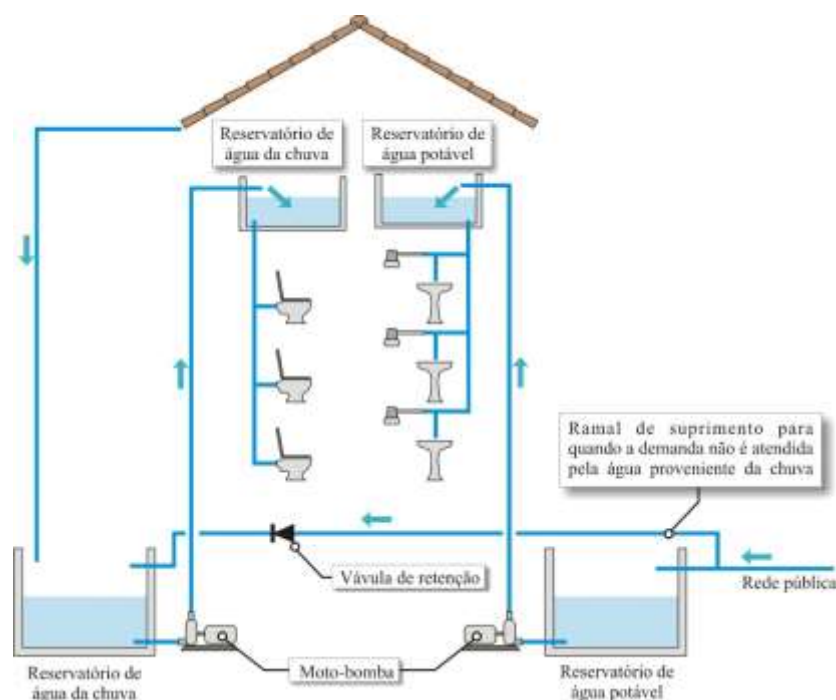 Reservatório de
água da chuva
Reservatório de
água potável
Ramal de suprimento para
quando a demanda não é atendida
pela água proveniente da chuva
Vávula de retenção
Rede pública
Moto-bomba
Reservatório de
água da chuva
Reservatório de
água potável